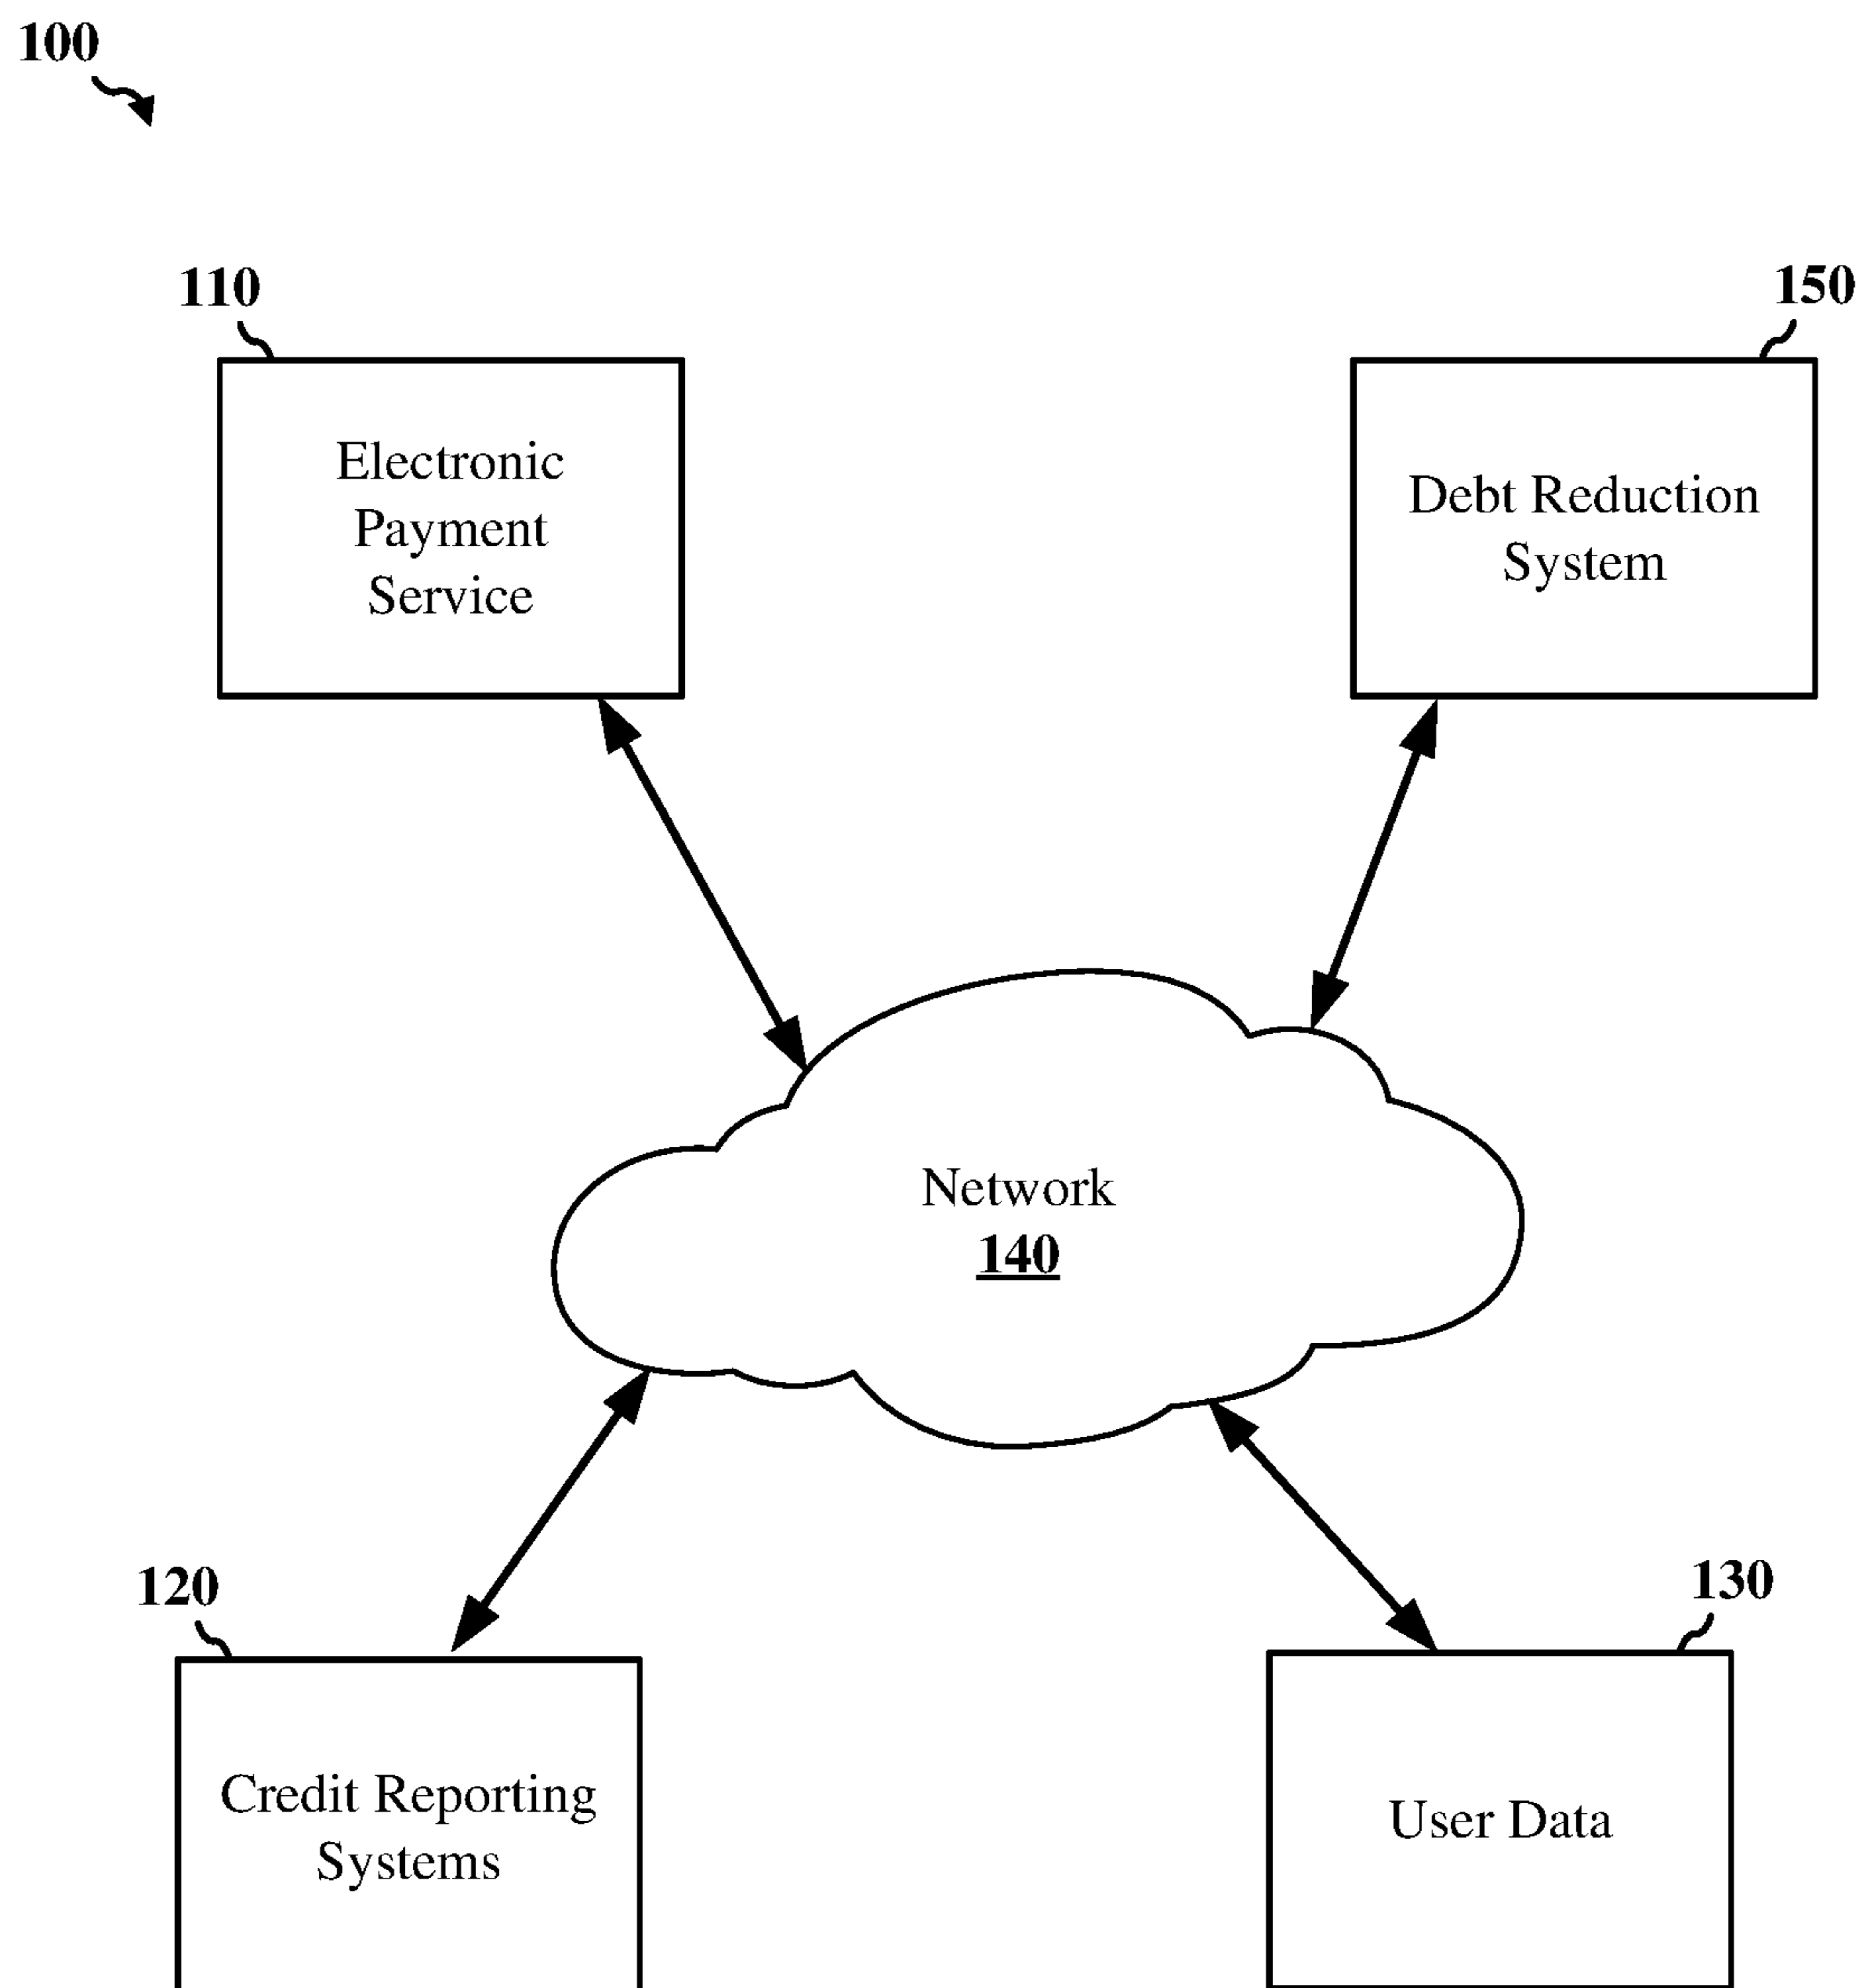 100
110
150
Electronic
Payment
Service
Debt Reduction
System
Network
140
120
130
Credit Reporting
Systems
User Data